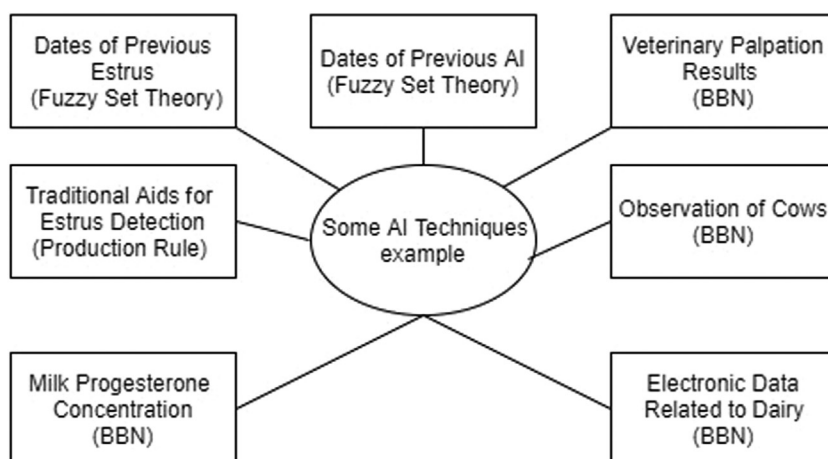 Dates of Previous
Estrus
(Fuzzy Set Theory)
Dates of Previous AI
(Fuzzy Set Theory)
Veterinary Palpation
Results
(BBN)
Traditional Aids for
Estrus Detection
(Production Rule)
Some AI Techniques
example
Observation of Cows
(BBN)
Milk Progesterone
Concentration
(BBN)
Electronic Data
Related to Dairy
(BBN)